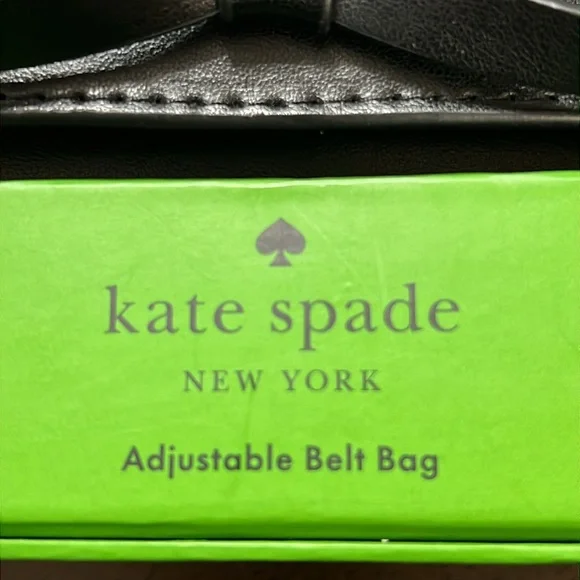 kate spade
NEW YORK
Adjustable Belt Bag